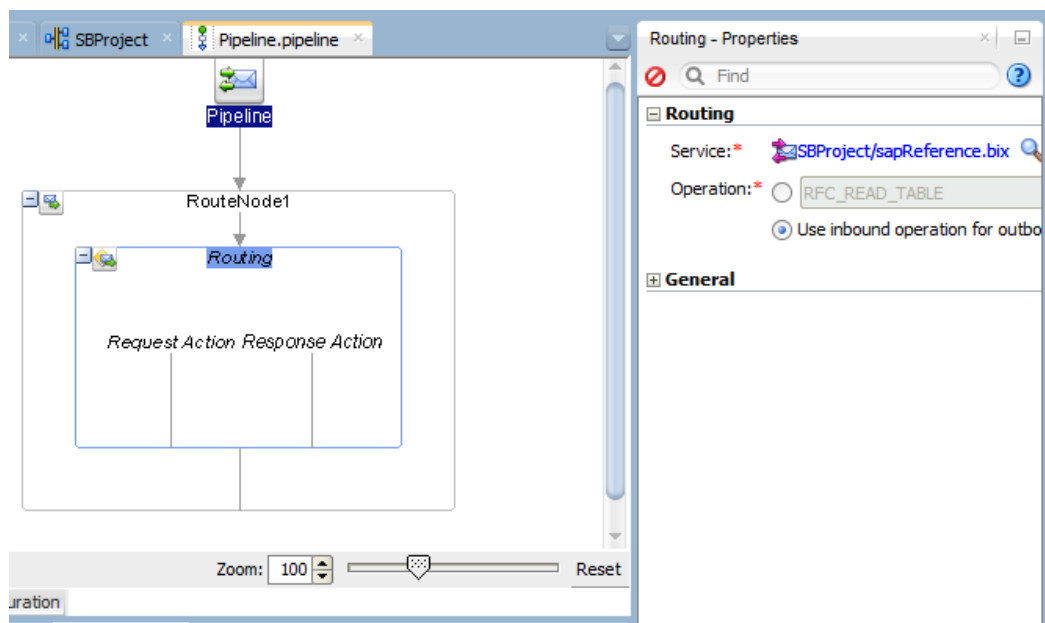 SBProject Pipeline.pipeline
Pipeline
RouteNode1
Routing
Request Action Response Action
Zoom: 100 Reset
uration
Routing - Properties
Find
Routing
Service:* SBProject/sapReference.bix
Operation:* RFC_READ_TABLE
Use inbound operation for outbo
General